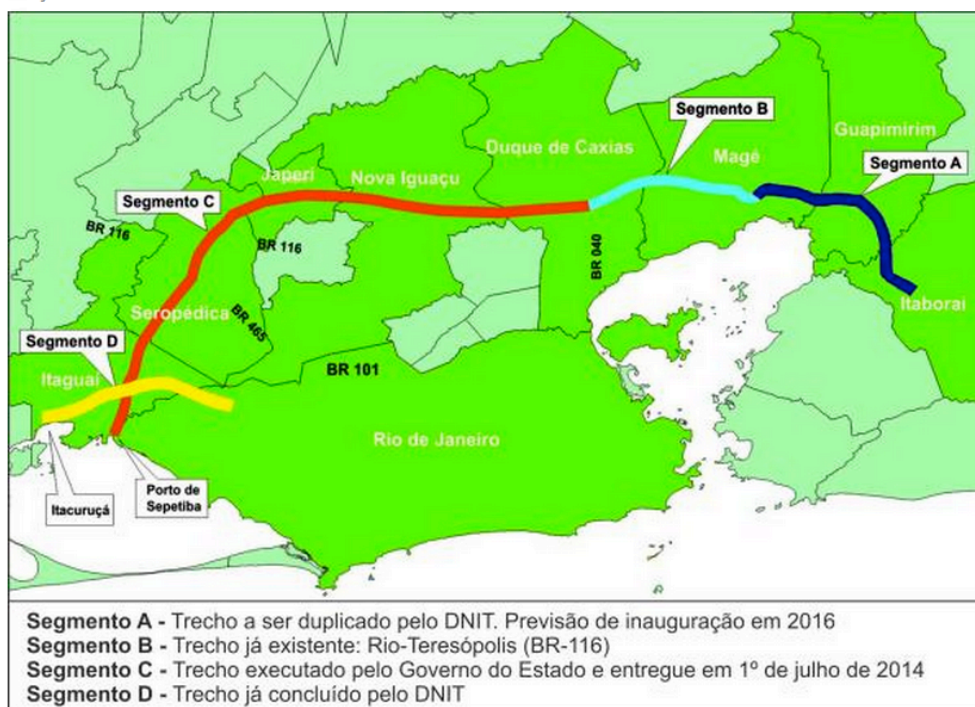 Segmento B
Guapimirim
Duque de Caxias
Magé
Segmento A
Japeri
Nova Iguaçu
Segmento C
BR 116
BR 116
BR 040
Itaboraí
Seropédica
BR 465
Segmento D
BR 101
Itaguaí
Rio de Janeiro
Itacuruçá
Porto de
Sepetiba
Segmento A - Trecho a ser duplicado pelo DNIT. Previsão de inauguração em 2016
Segmento B - Trecho já existente: Rio-Teresópolis (BR-116)
Segmento C - Trecho executado pelo Governo do Estado e entregue em 1º de julho de 2014
Segmento D - Trecho já concluído pelo DNIT